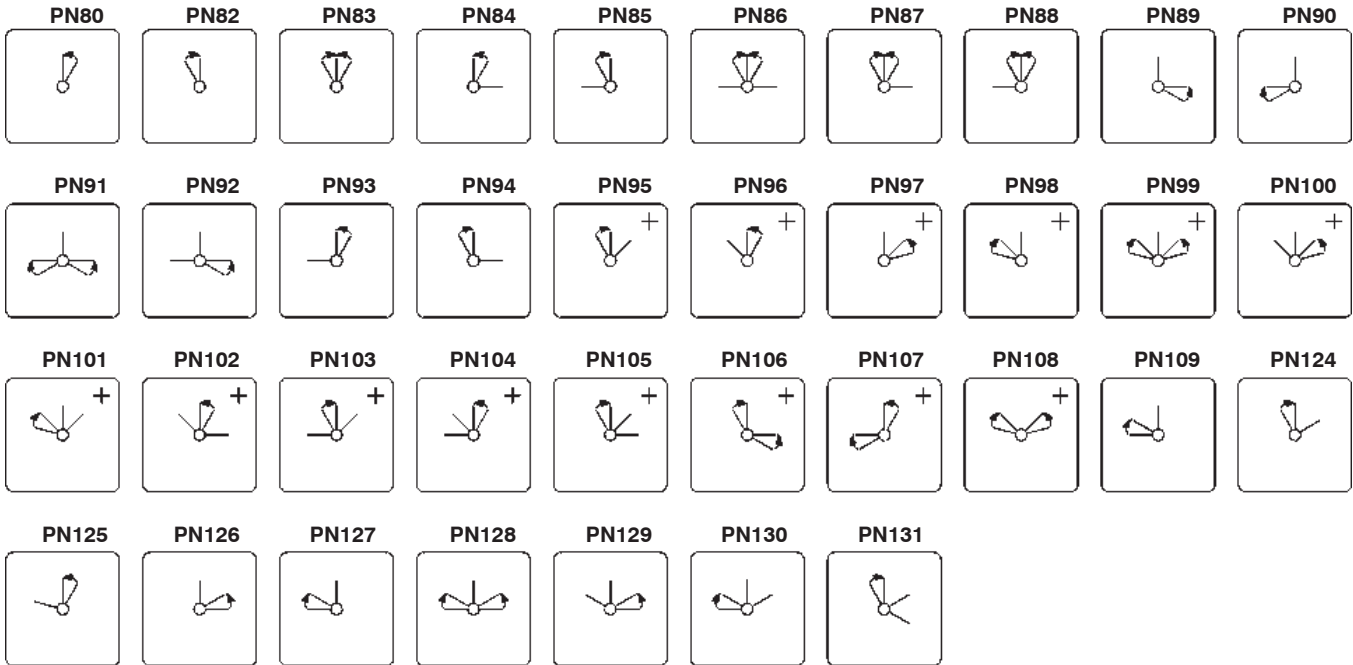 PN80 PN82 PN83 PN84 PN85 PN86 PN87 PN88 PN89 PN90
PN91 PN92 PN93 PN94 PN95 PN96 PN97 PN98 PN99 PN100
+ + + + + +
PN101 PN102 PN103 PN104 PN105 PN106 PN107 PN108 PN109 PN124
+ + + + + + + +
PN125 PN126 PN127 PN128 PN129 PN130 PN131